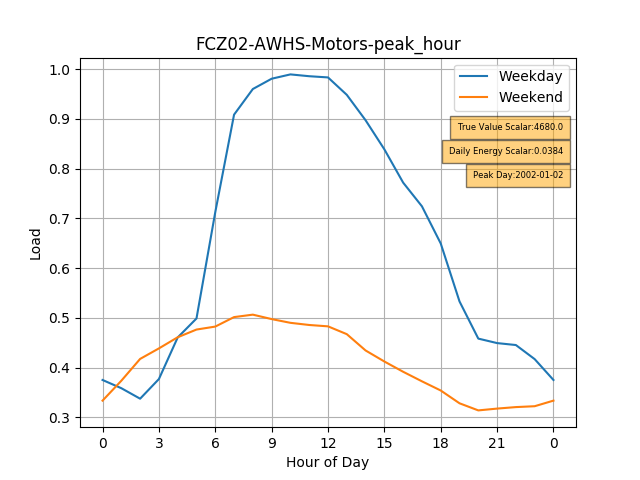 FCZ02-AWHS-Motors-peak_hour
Weekday
Weekend
True Value Scalar:4680.0
Daily Energy Scalar:0.0384
Peak Day:2002-01-02
Load
1.0
0.9
0.8
0.7
0.6
0.5
0.4
0.3
0 3 6 9 12 15 18 21 0
Hour of Day